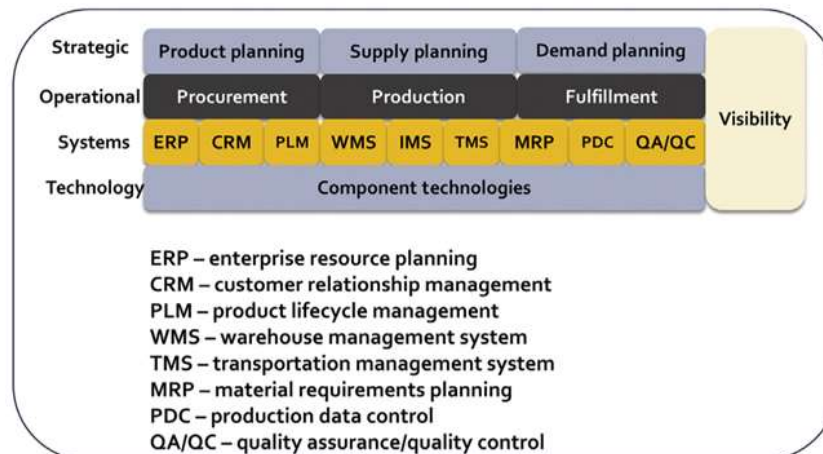 Strategic Product planning Supply planning Demand planning
Operational Procurement Production Fulfillment
Visibility
Systems ERP CRM PLM WMS IMS TMS MRP PDC QA/QC
Technology Component technologies
ERP – enterprise resource planning
CRM – customer relationship management
PLM – product lifecycle management
WMS – warehouse management system
TMS – transportation management system
MRP – material requirements planning
PDC – production data control
QA/QC – quality assurance/quality control